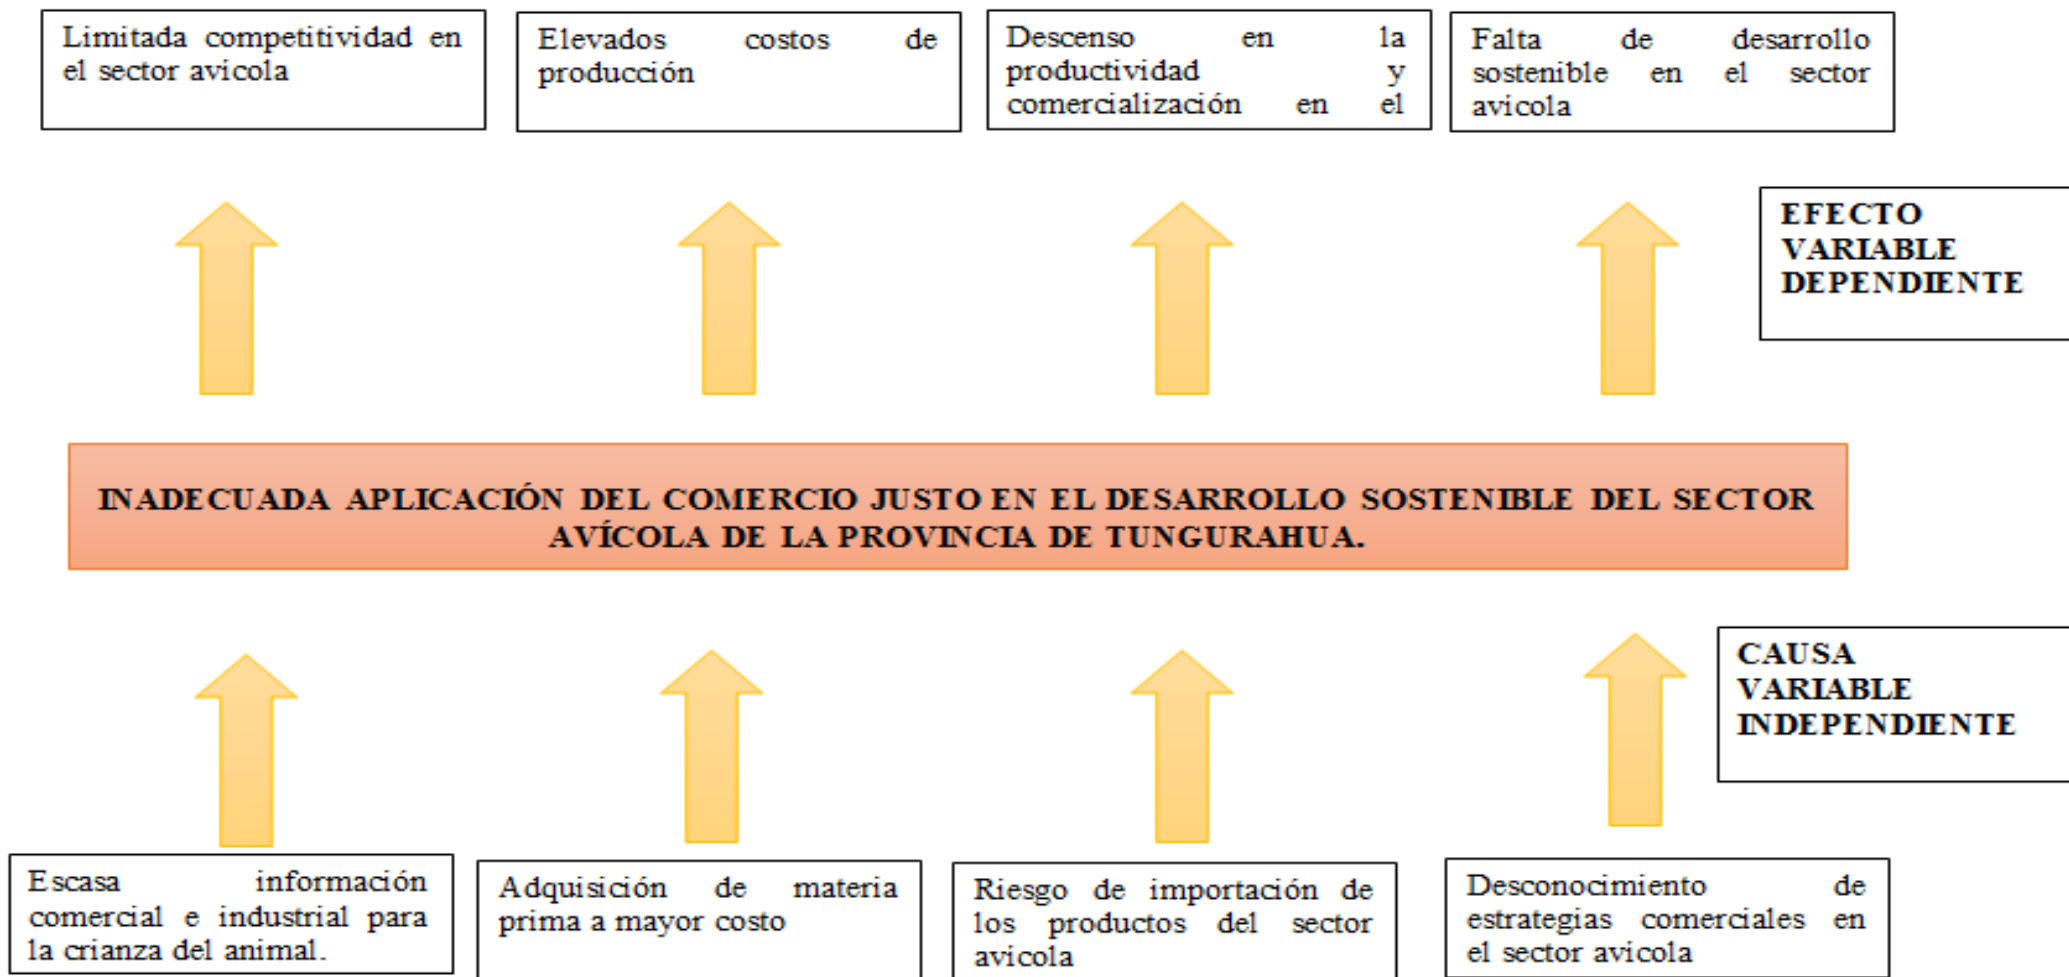 Limitada competitividad en
el sector avícola
Elevados costos de
producción
Descenso en la
productividad y
comercialización en el
Falta de desarrollo
sostenible en el sector
avícola
EFECTO
VARIABLE
DEPENDIENTE
INADECUADA APLICACIÓN DEL COMERCIO JUSTO EN EL DESARROLLO SOSTENIBLE DEL SECTOR
AVÍCOLA DE LA PROVINCIA DE TUNGURAHUA.
CAUSA
VARIABLE
INDEPENDIENTE
Escasa información
comercial e industrial para
la crianza del animal.
Adquisición de materia
prima a mayor costo
Riesgo de importación de
los productos del sector
avícola
Desconocimiento de
estrategias comerciales en
el sector avícola